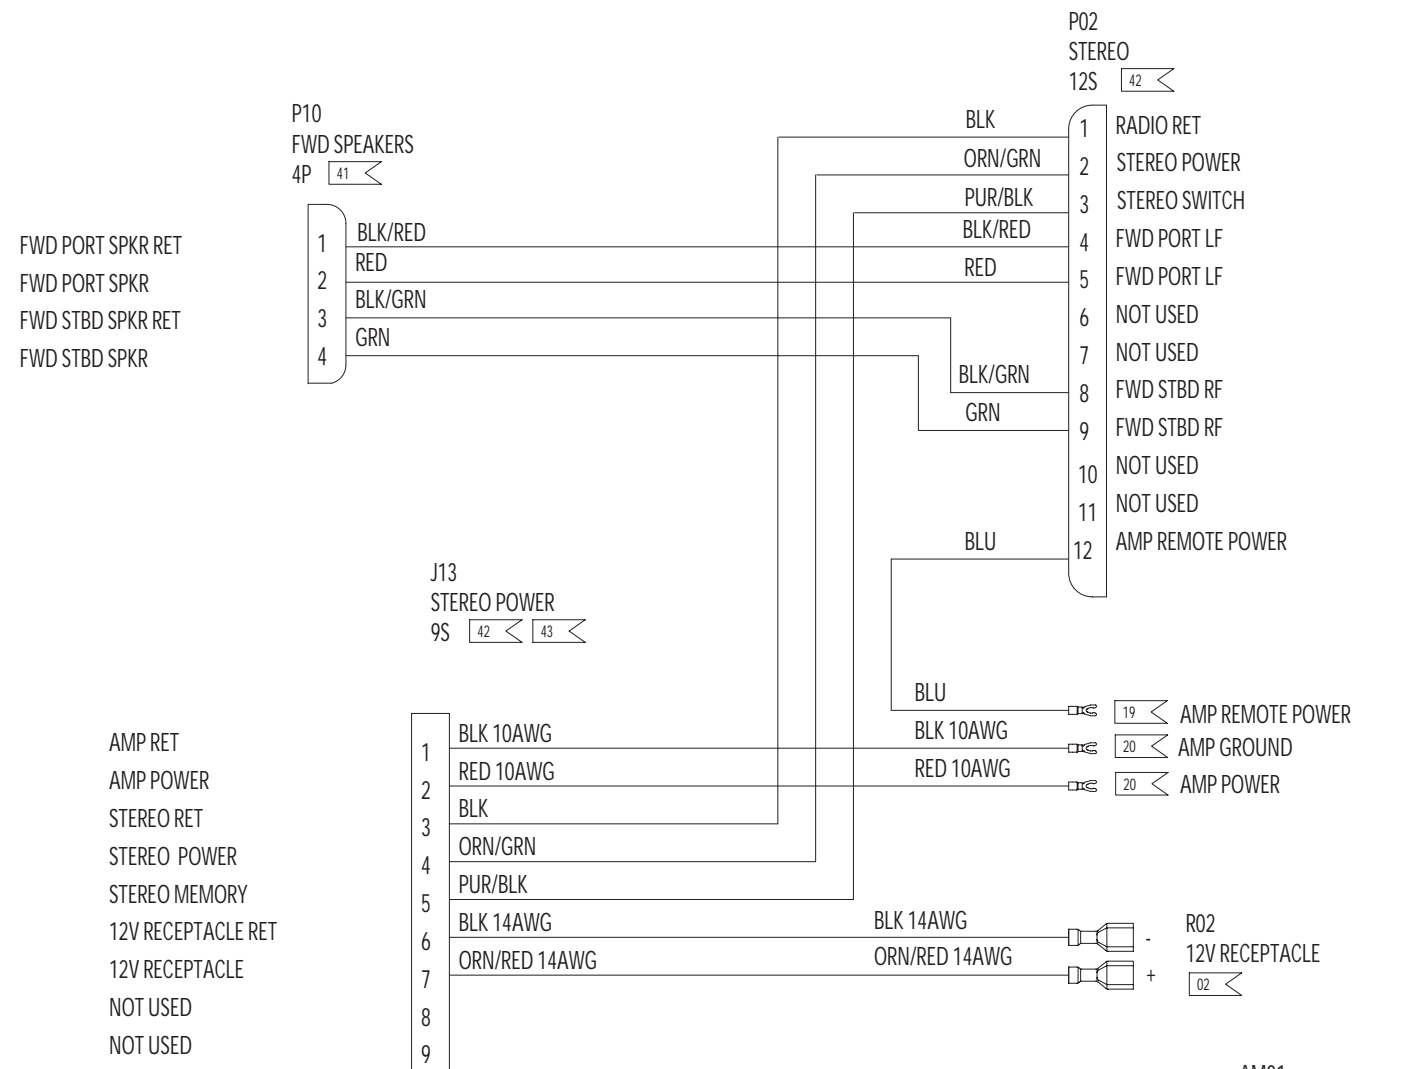 P02
STEREO
12S 42
P10
FWD SPEAKERS
4P 41
BLK 1 RADIO RET
ORN/GRN 2 STEREO POWER
PUR/BLK 3 STEREO SWITCH
FWD PORT SPKR RET 1 BLK/RED BLK/RED 4 FWD PORT LF
FWD PORT SPKR 2 RED RED 5 FWD PORT LF
FWD STBD SPKR RET 3 BLK/GRN 6 NOT USED
FWD STBD SPKR 4 GRN 7 NOT USED
BLK/GRN 8 FWD STBD RF
GRN 9 FWD STBD RF
10 NOT USED
11 NOT USED
BLU 12 AMP REMOTE POWER
J13
STEREO POWER
9S 42 43
BLU 19 AMP REMOTE POWER
AMP RET 1 BLK 10AWG BLK 10AWG 20 AMP GROUND
AMP POWER 2 RED 10AWG RED 10AWG 20 AMP POWER
STEREO RET 3 BLK
STEREO POWER 4 ORN/GRN
STEREO MEMORY 5 PUR/BLK
12V RECEPTACLE RET 6 BLK 14AWG BLK 14AWG - R02
12V RECEPTACLE 7 ORN/RED 14AWG ORN/RED 14AWG + 12V RECEPTACLE
02
NOT USED 8
NOT USED 9